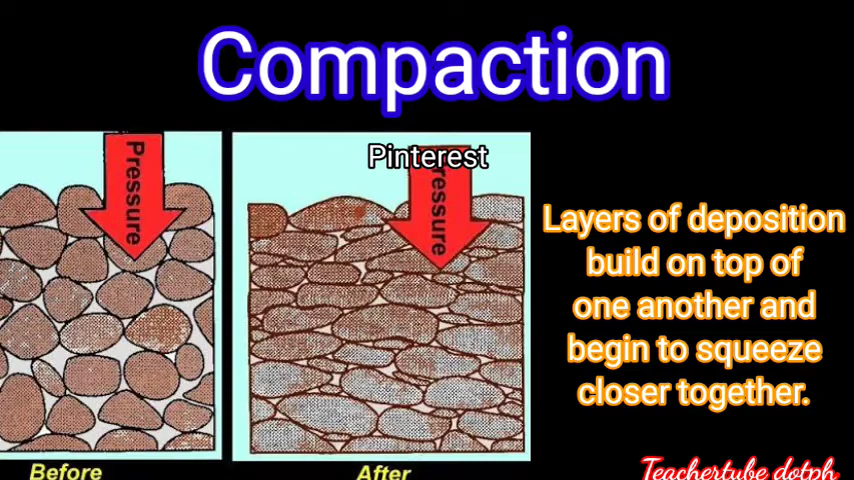 Compaction
Pressure
Pinterest
Pressure
Layers of deposition
build on top of
one another and
begin to squeeze
closer together.
Before
After
Teachertube dotph